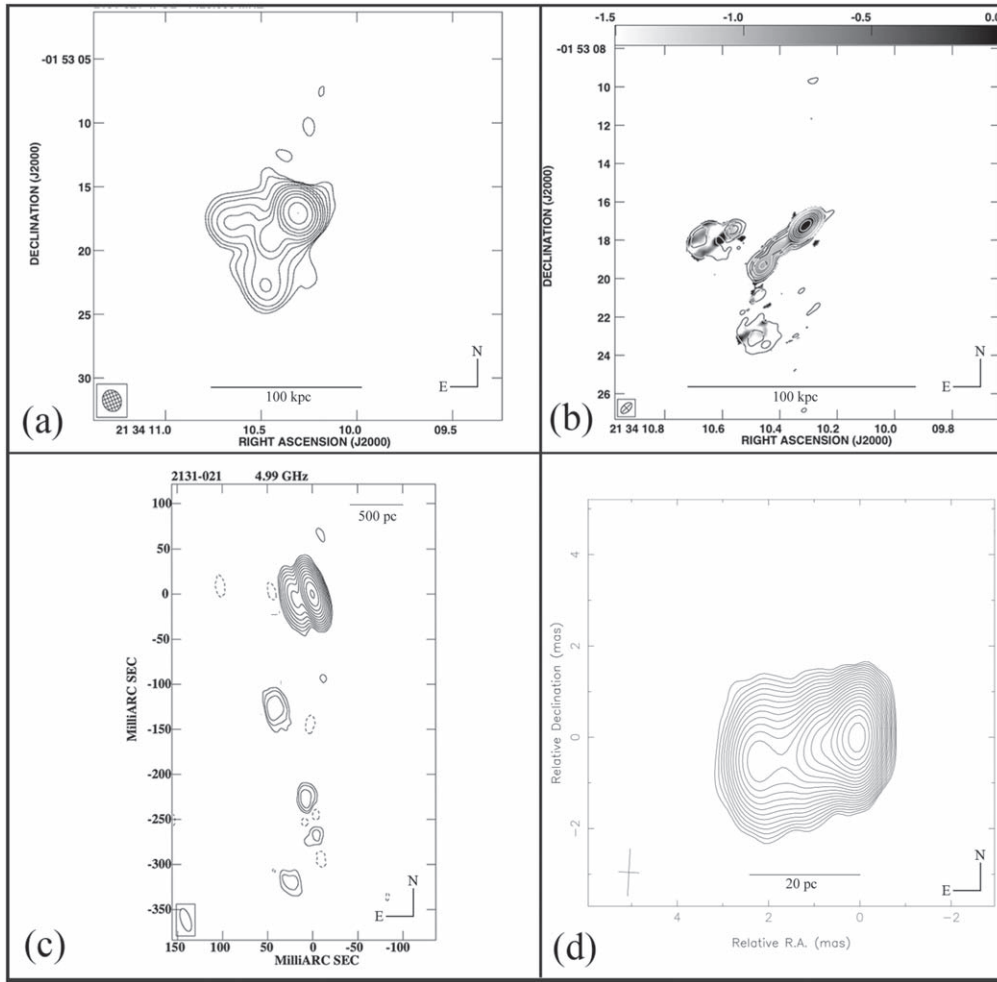 -01 53 05
10
15
20
25
30
DECLINATION (J2000)
N
E
100 kpc
(a)
21 34 11.0 10.5 10.0 09.5
RIGHT ASCENSION (J2000)
-1.5 -1.0 -0.5 0.0
-01 53 08
10
12
14
16
18
20
22
24
26
DECLINATION (J2000)
N
E
100 kpc
(b)
21 34 10.8 10.6 10.4 10.2 10.0 09.8
RIGHT ASCENSION (J2000)
2131-021 4.99 GHz
500 pc
100
50
0
-50
-100
-150
-200
-250
-300
-350
MilliARC SEC
N
E
(c)
150 100 50 0 -50 -100
MilliARC SEC
4
2
0
-2
Relative Declination (mas)
20 pc
N
E
4 2 0 -2
Relative R.A. (mas)
(d)